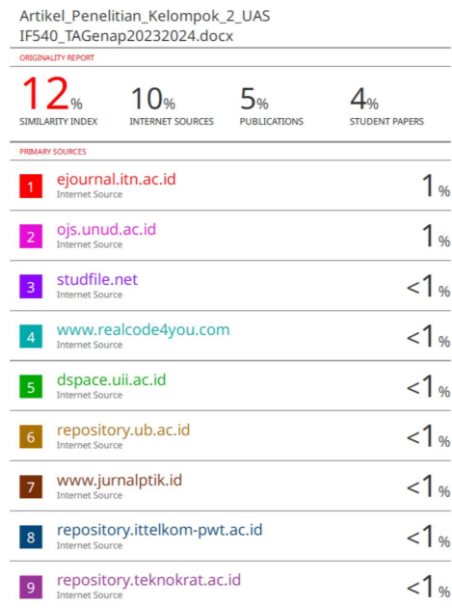 Artikel_Penelitian_Kelompok_2_UAS
IF540_TAGenap20232024.docx
ORIGINALITY REPORT
12% 10% 5% 4%
SIMILARITY INDEX INTERNET SOURCES PUBLICATIONS STUDENT PAPERS
PRIMARY SOURCES
1 ejournal.itn.ac.id 1%
Internet Source
2 ojs.unud.ac.id 1%
Internet Source
3 studfile.net <1%
Internet Source
4 www.realcode4you.com <1%
Internet Source
5 dspace.uii.ac.id <1%
Internet Source
6 repository.ub.ac.id <1%
Internet Source
7 www.jurnalptik.id <1%
Internet Source
8 repository.ittelkom-pwt.ac.id <1%
Internet Source
9 repository.teknokrat.ac.id <1%
Internet Source